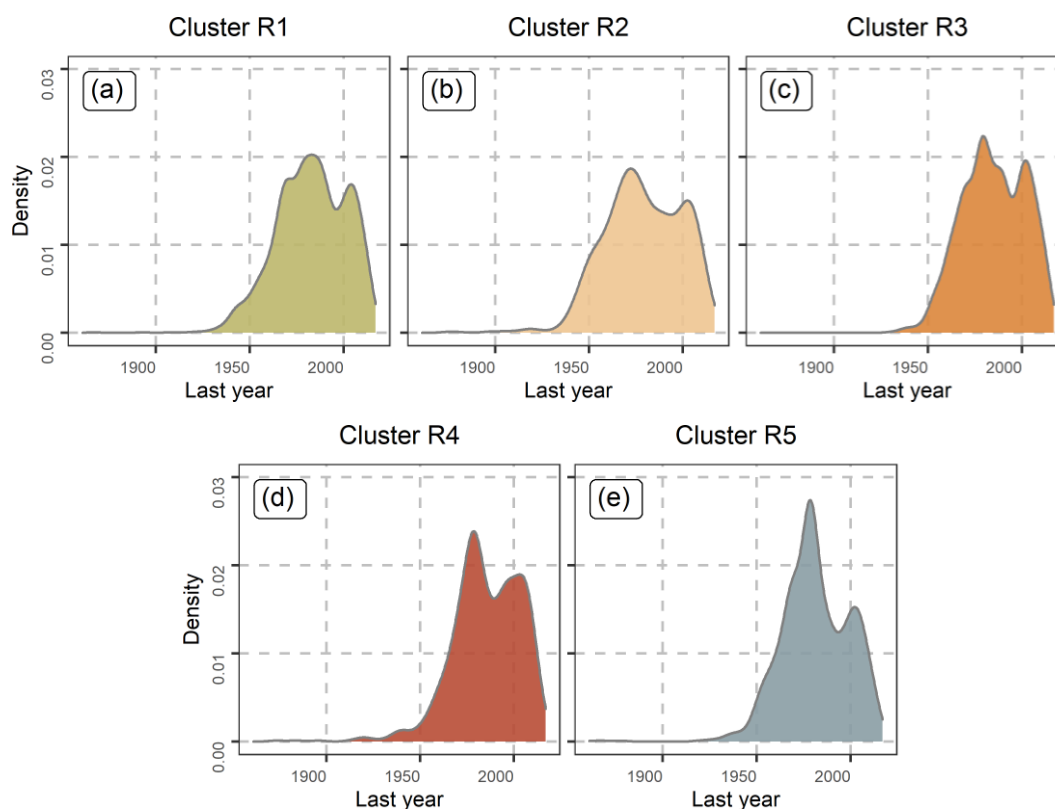 Cluster R1
Cluster R2
Cluster R3
(a)
(b)
(c)
Density
0.03
0.02
0.01
0.00
1900 1950 2000
1900 1950 2000
1900 1950 2000
Last year
Last year
Last year
Cluster R4
Cluster R5
(d)
(e)
Density
0.03
0.02
0.01
0.00
1900 1950 2000
1900 1950 2000
Last year
Last year